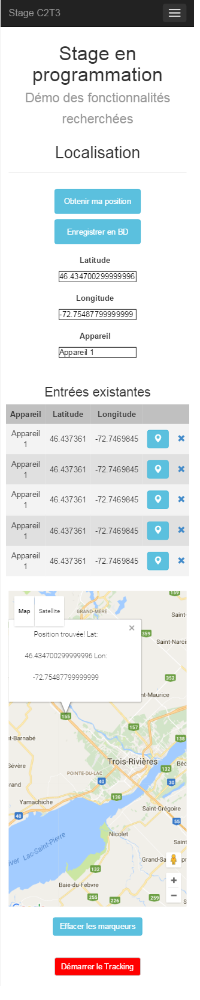 Stage C2T3
Stage en
programmation
Démo des fonctionnalités
recherchées
Localisation
Obtenir ma position
Enregistrer en BD
Latitude
46.434700299999996
Longitude
-72.75487799999999
Appareil
Appareil 1
Entrées existantes
Appareil Latitude Longitude
Appareil
1 46.437361 -72.7469845
Appareil
1 46.437361 -72.7469845
Appareil
1 46.437361 -72.7469845
Appareil
1 46.437361 -72.7469845
Appareil
1 46.437361 -72.7469845
159
Map Satellite
GRAND-MÈRE
Saint-
Position trouvée! Lat:
46.434700299999996 Lon:
-72.75487799999999
359
Saint-Narci
352
nt-Maurice
155
157
nt-Barnabé
138
Trois-Rivières
Béc
Sévère
132
POINTE-DU-LAC
40
30
rand
138
Yamachiche
Saint-Grégoire
40
55
Lac-Saint-Pierre
ver
Nicolet
Saint
Grand-Sa
132
Baie-du-Febvre
255
226
259
Effacer les marqueurs
Démarrer le Tracking